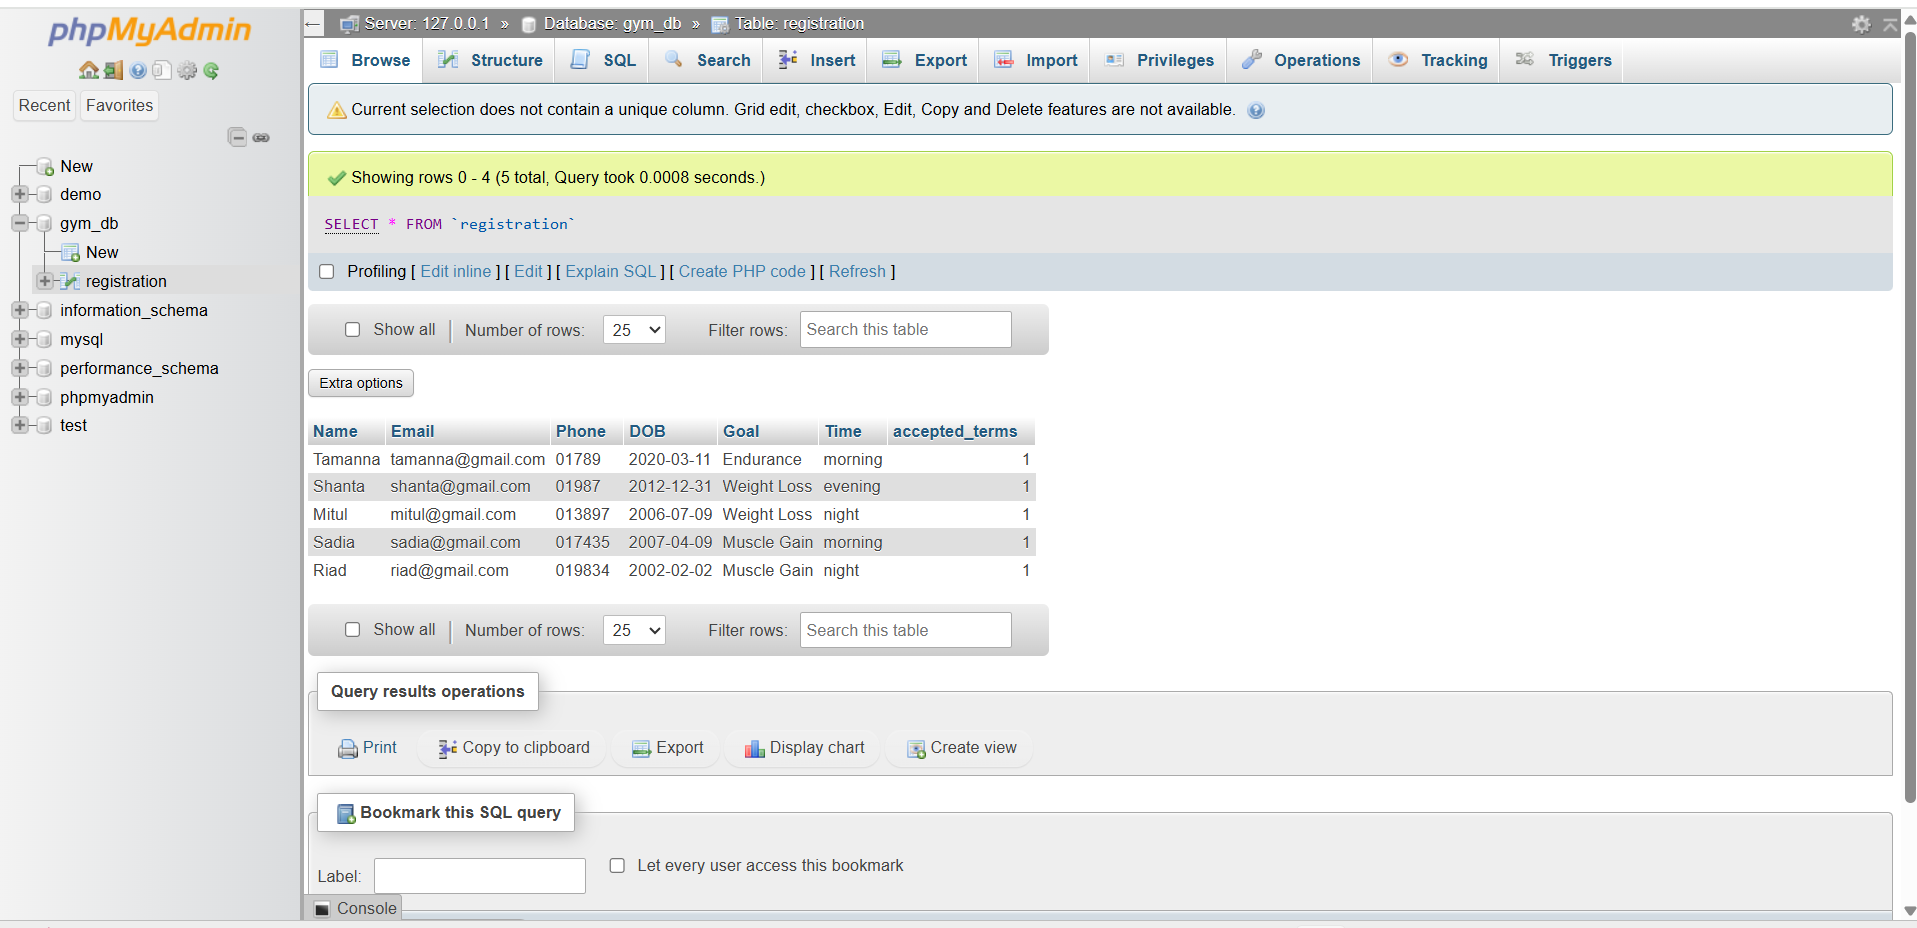 phpMyAdmin
Recent Favorites
New
demo
gym_db
New
registration
information_schema
mysql
performance_schema
phpmyadmin
test
Server: 127.0.0.1 » Database: gym_db » Table: registration
Browse Structure SQL Search Insert Export Import Privileges Operations Tracking Triggers
Current selection does not contain a unique column. Grid edit, checkbox, Edit, Copy and Delete features are not available.
Showing rows 0 - 4 (5 total, Query took 0.0008 seconds.)
SELECT * FROM `registration`
Profiling [ Edit inline ] [ Edit ] [ Explain SQL ] [ Create PHP code ] [ Refresh ]
Show all Number of rows: 25 Filter rows: Search this table
Extra options
Name Email Phone DOB Goal Time accepted_terms
Tamanna tamanna@gmail.com 01789 2020-03-11 Endurance morning 1
Shanta shanta@gmail.com 01987 2012-12-31 Weight Loss evening 1
Mitul mitul@gmail.com 013897 2006-07-09 Weight Loss night 1
Sadia sadia@gmail.com 017435 2007-04-09 Muscle Gain morning 1
Riad riad@gmail.com 019834 2002-02-02 Muscle Gain night 1
Show all Number of rows: 25 Filter rows: Search this table
Query results operations
Print Copy to clipboard Export Display chart Create view
Bookmark this SQL query
Label: Let every user access this bookmark
Console